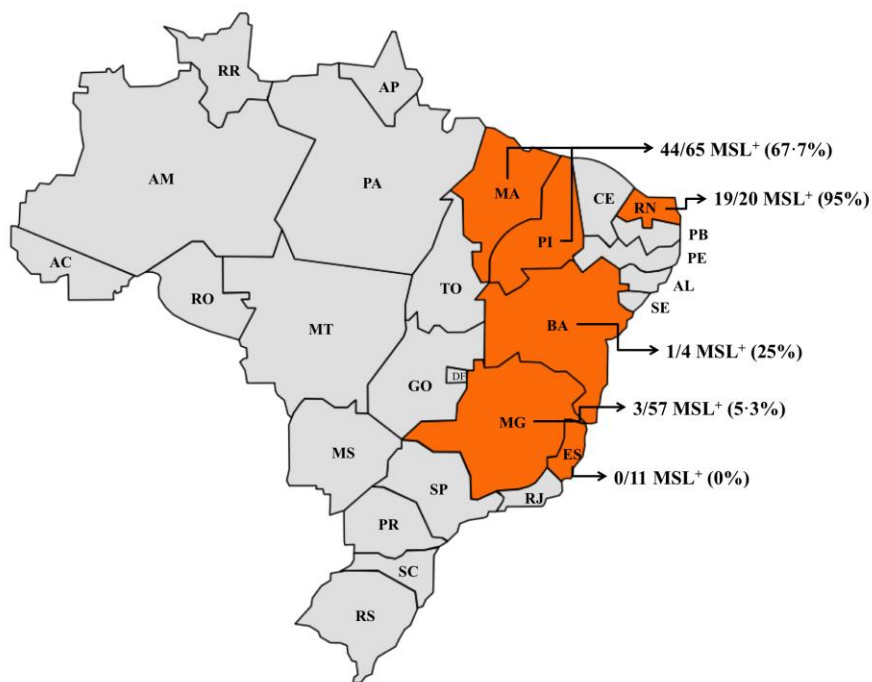 RR
AP
44/65 MSL⁺ (67·7%)
AM
PA
MA
CE
19/20 MSL⁺ (95%)
RN
PB
PI
PE
AC
AL
RO
TO
SE
MT
BA
1/4 MSL⁺ (25%)
GO
DF
3/57 MSL⁺ (5·3%)
MG
MS
ES
0/11 MSL⁺ (0%)
SP
RJ
PR
SC
RS